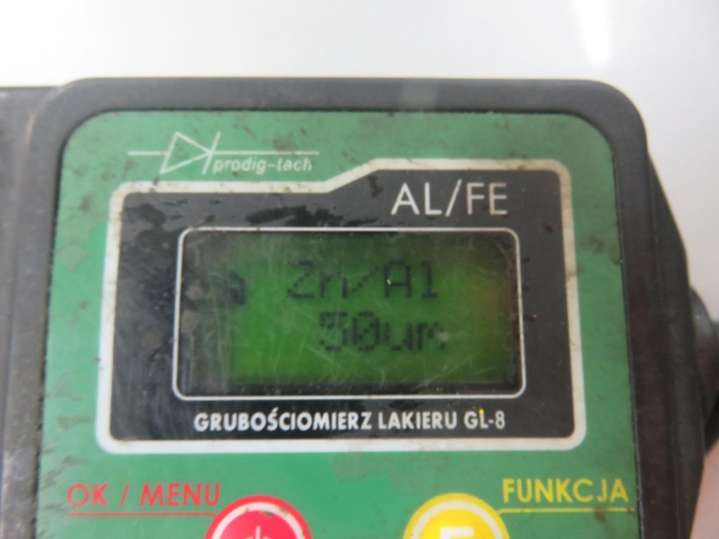 prodig-tech
AL/FE
Zn/Al
50um
GRUBOŚCIOMIERZ LAKIERU GL-8
OK / MENU
FUNKCJA
F